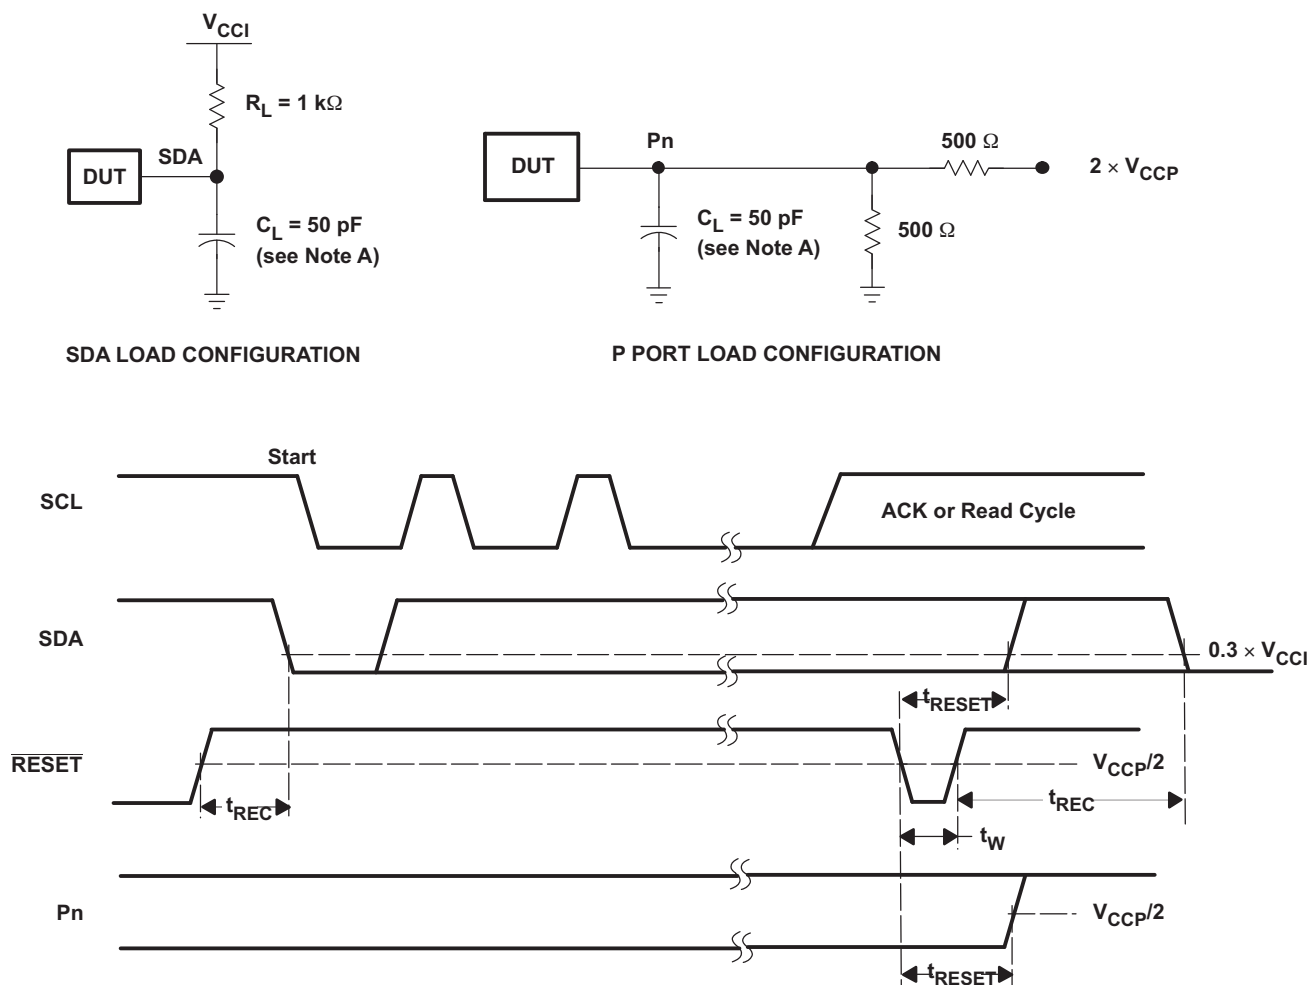 VCCI
RL = 1 kΩ
SDA
DUT
CL = 50 pF
(see Note A)
SDA LOAD CONFIGURATION
DUT
Pn
500 Ω
2 × VCCP
CL = 50 pF
(see Note A)
500 Ω
P PORT LOAD CONFIGURATION
Start
SCL
ACK or Read Cycle
SDA
0.3 × VCCI
tRESET
RESET
VCCP/2
tREC
tREC
tW
Pn
VCCP/2
tRESET